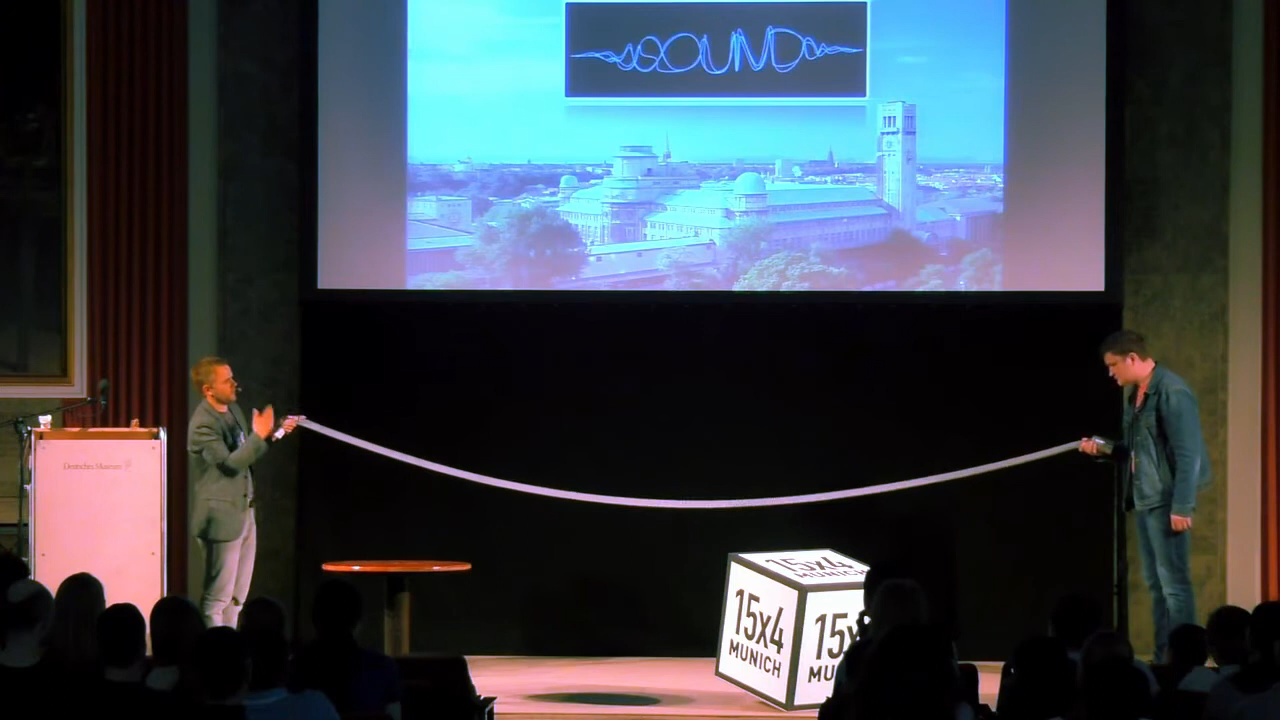 SOUND
Deutsches Museum
15x4
MUNICH
15x4
MUNICH
15x
MU